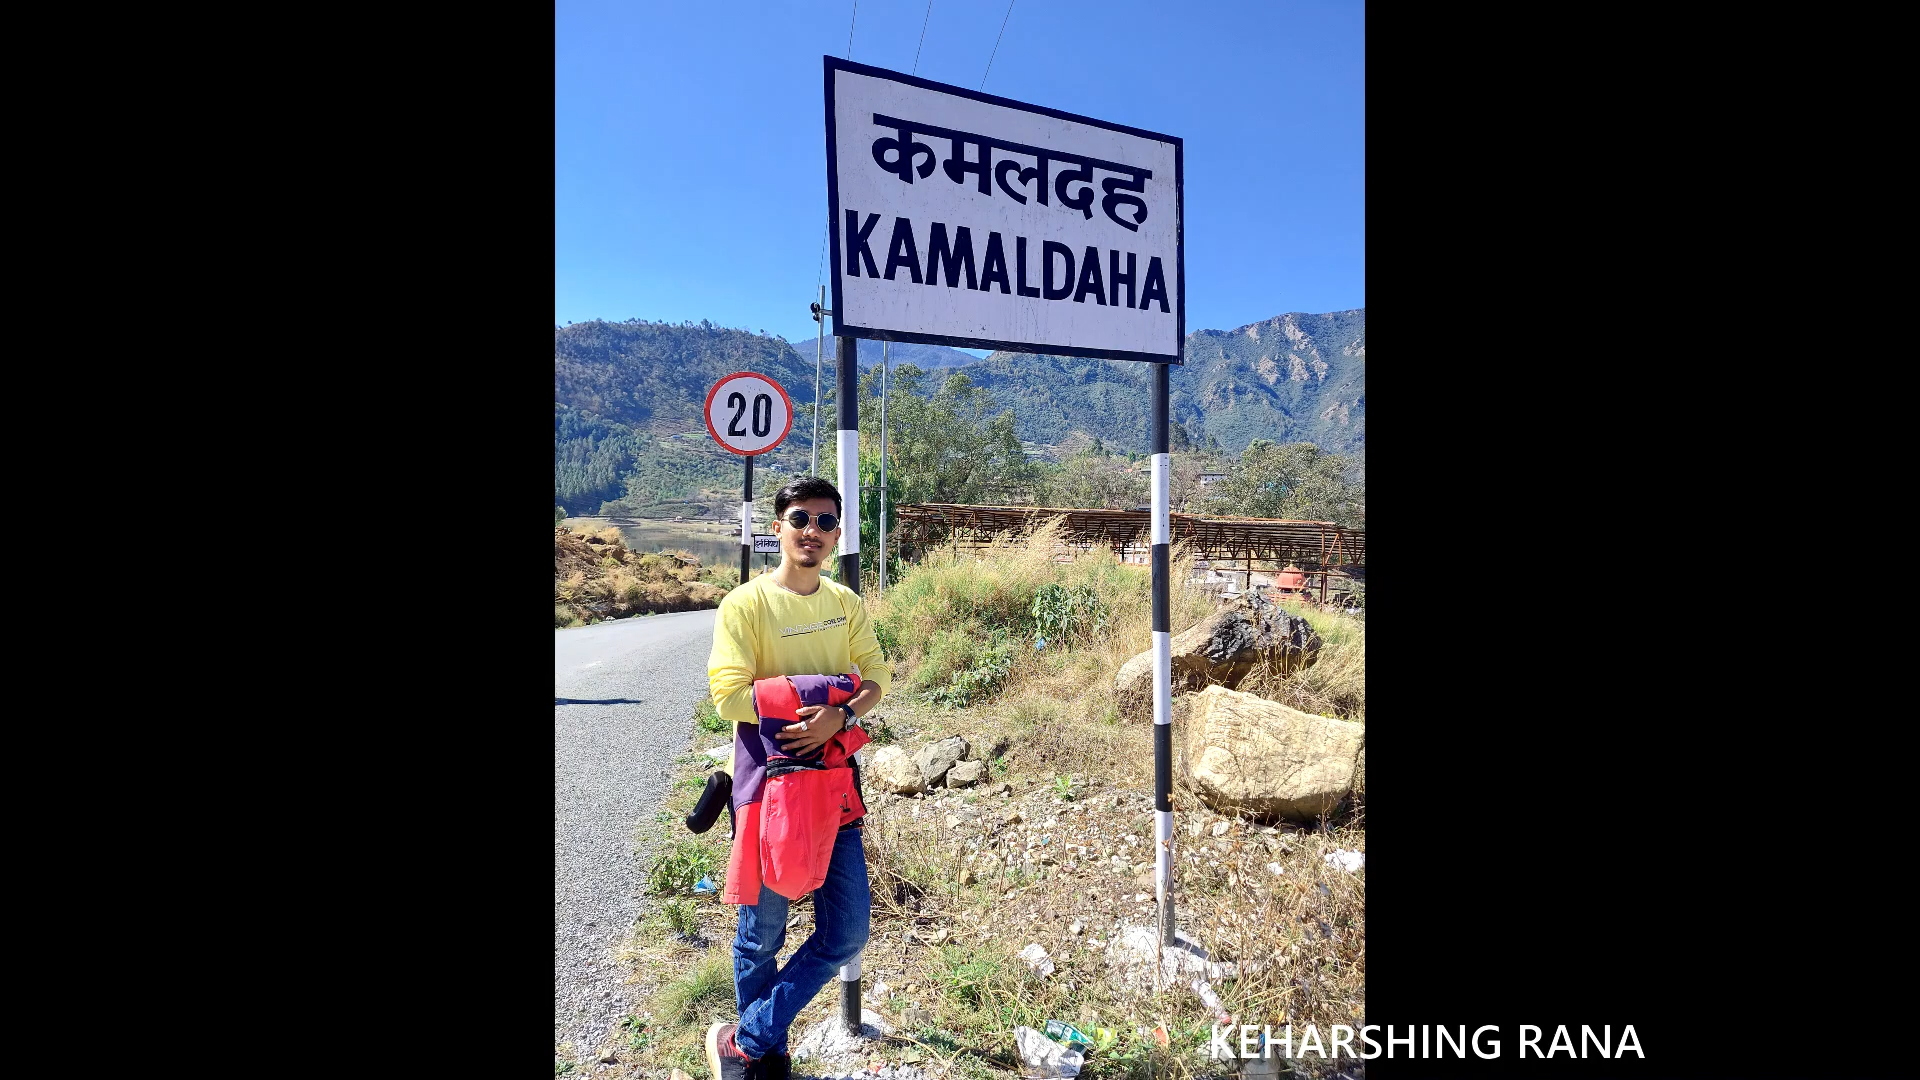 कमलदह
KAMALDAHA
20
KEHARSHING RANA